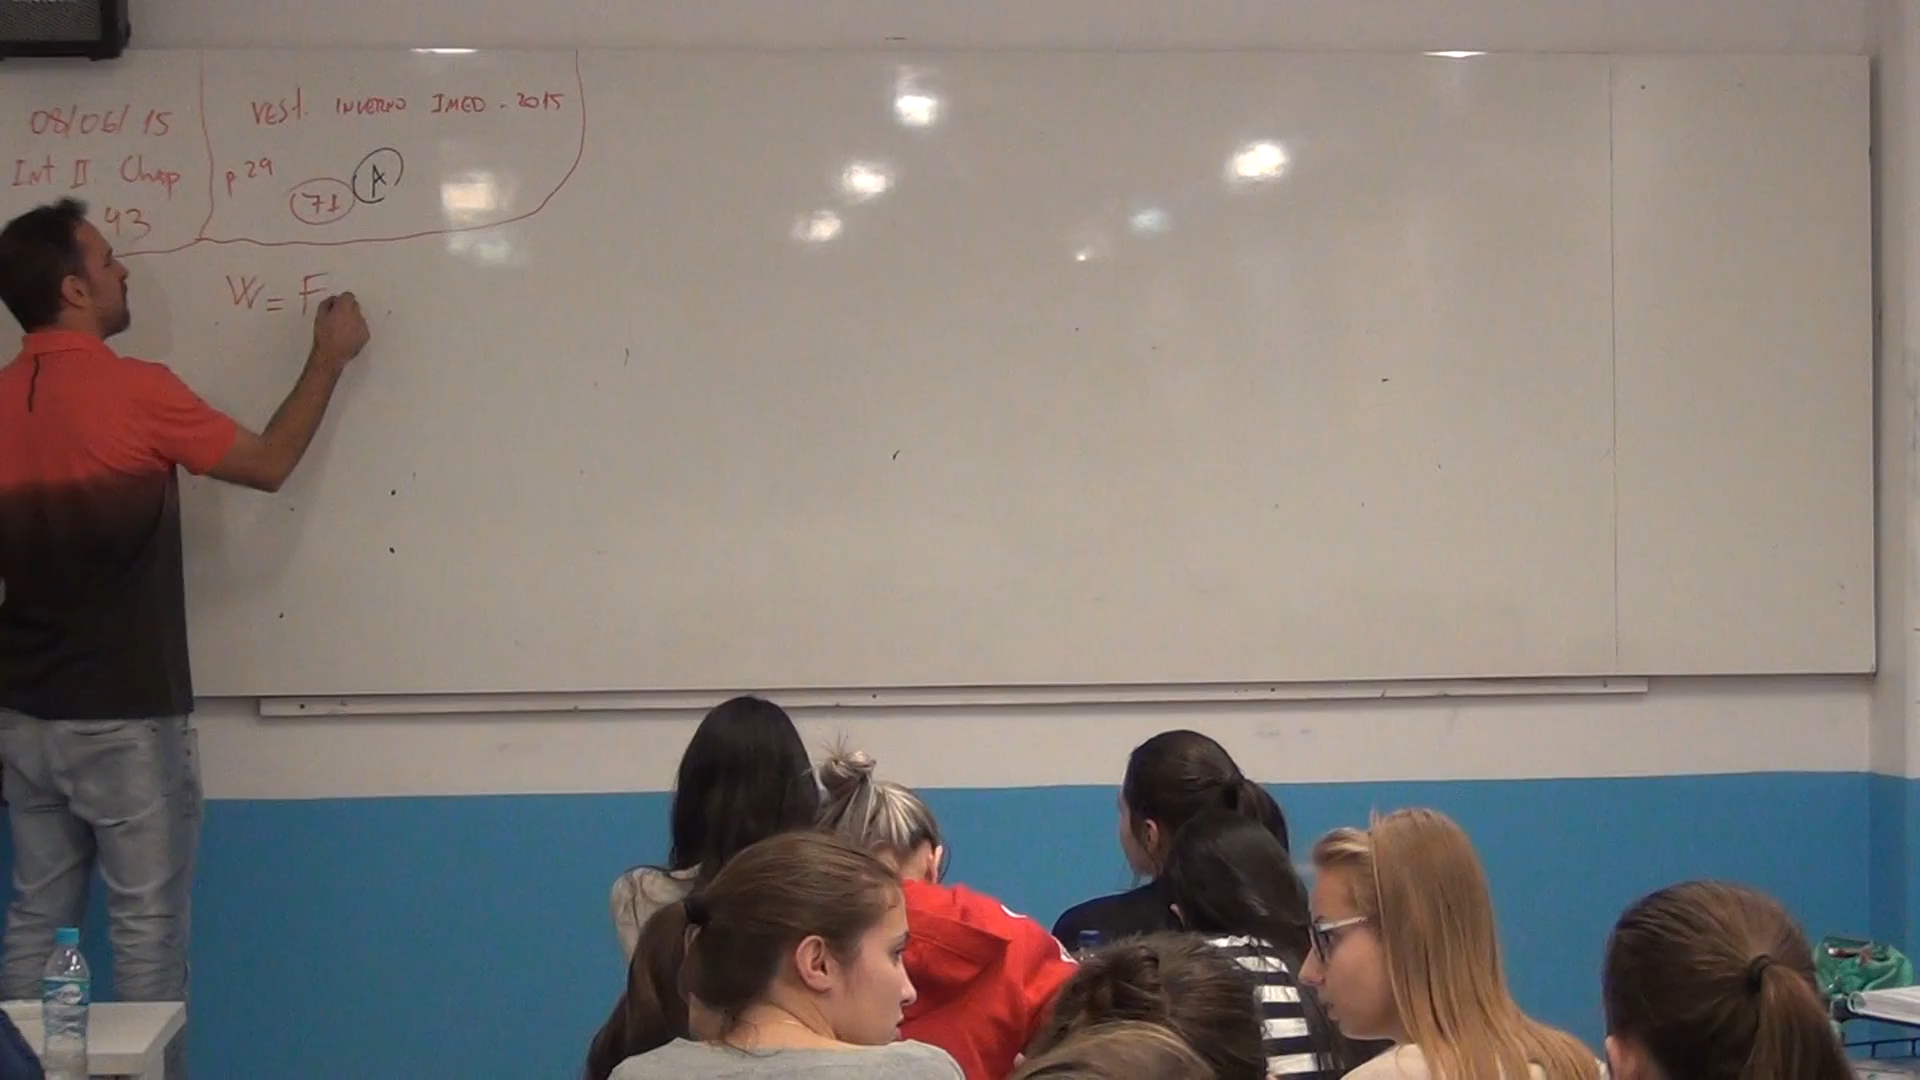 08/06/15
Int II. Chap
43
VEST. INVERNO IMED - 2015
p 29
71 A
W = F